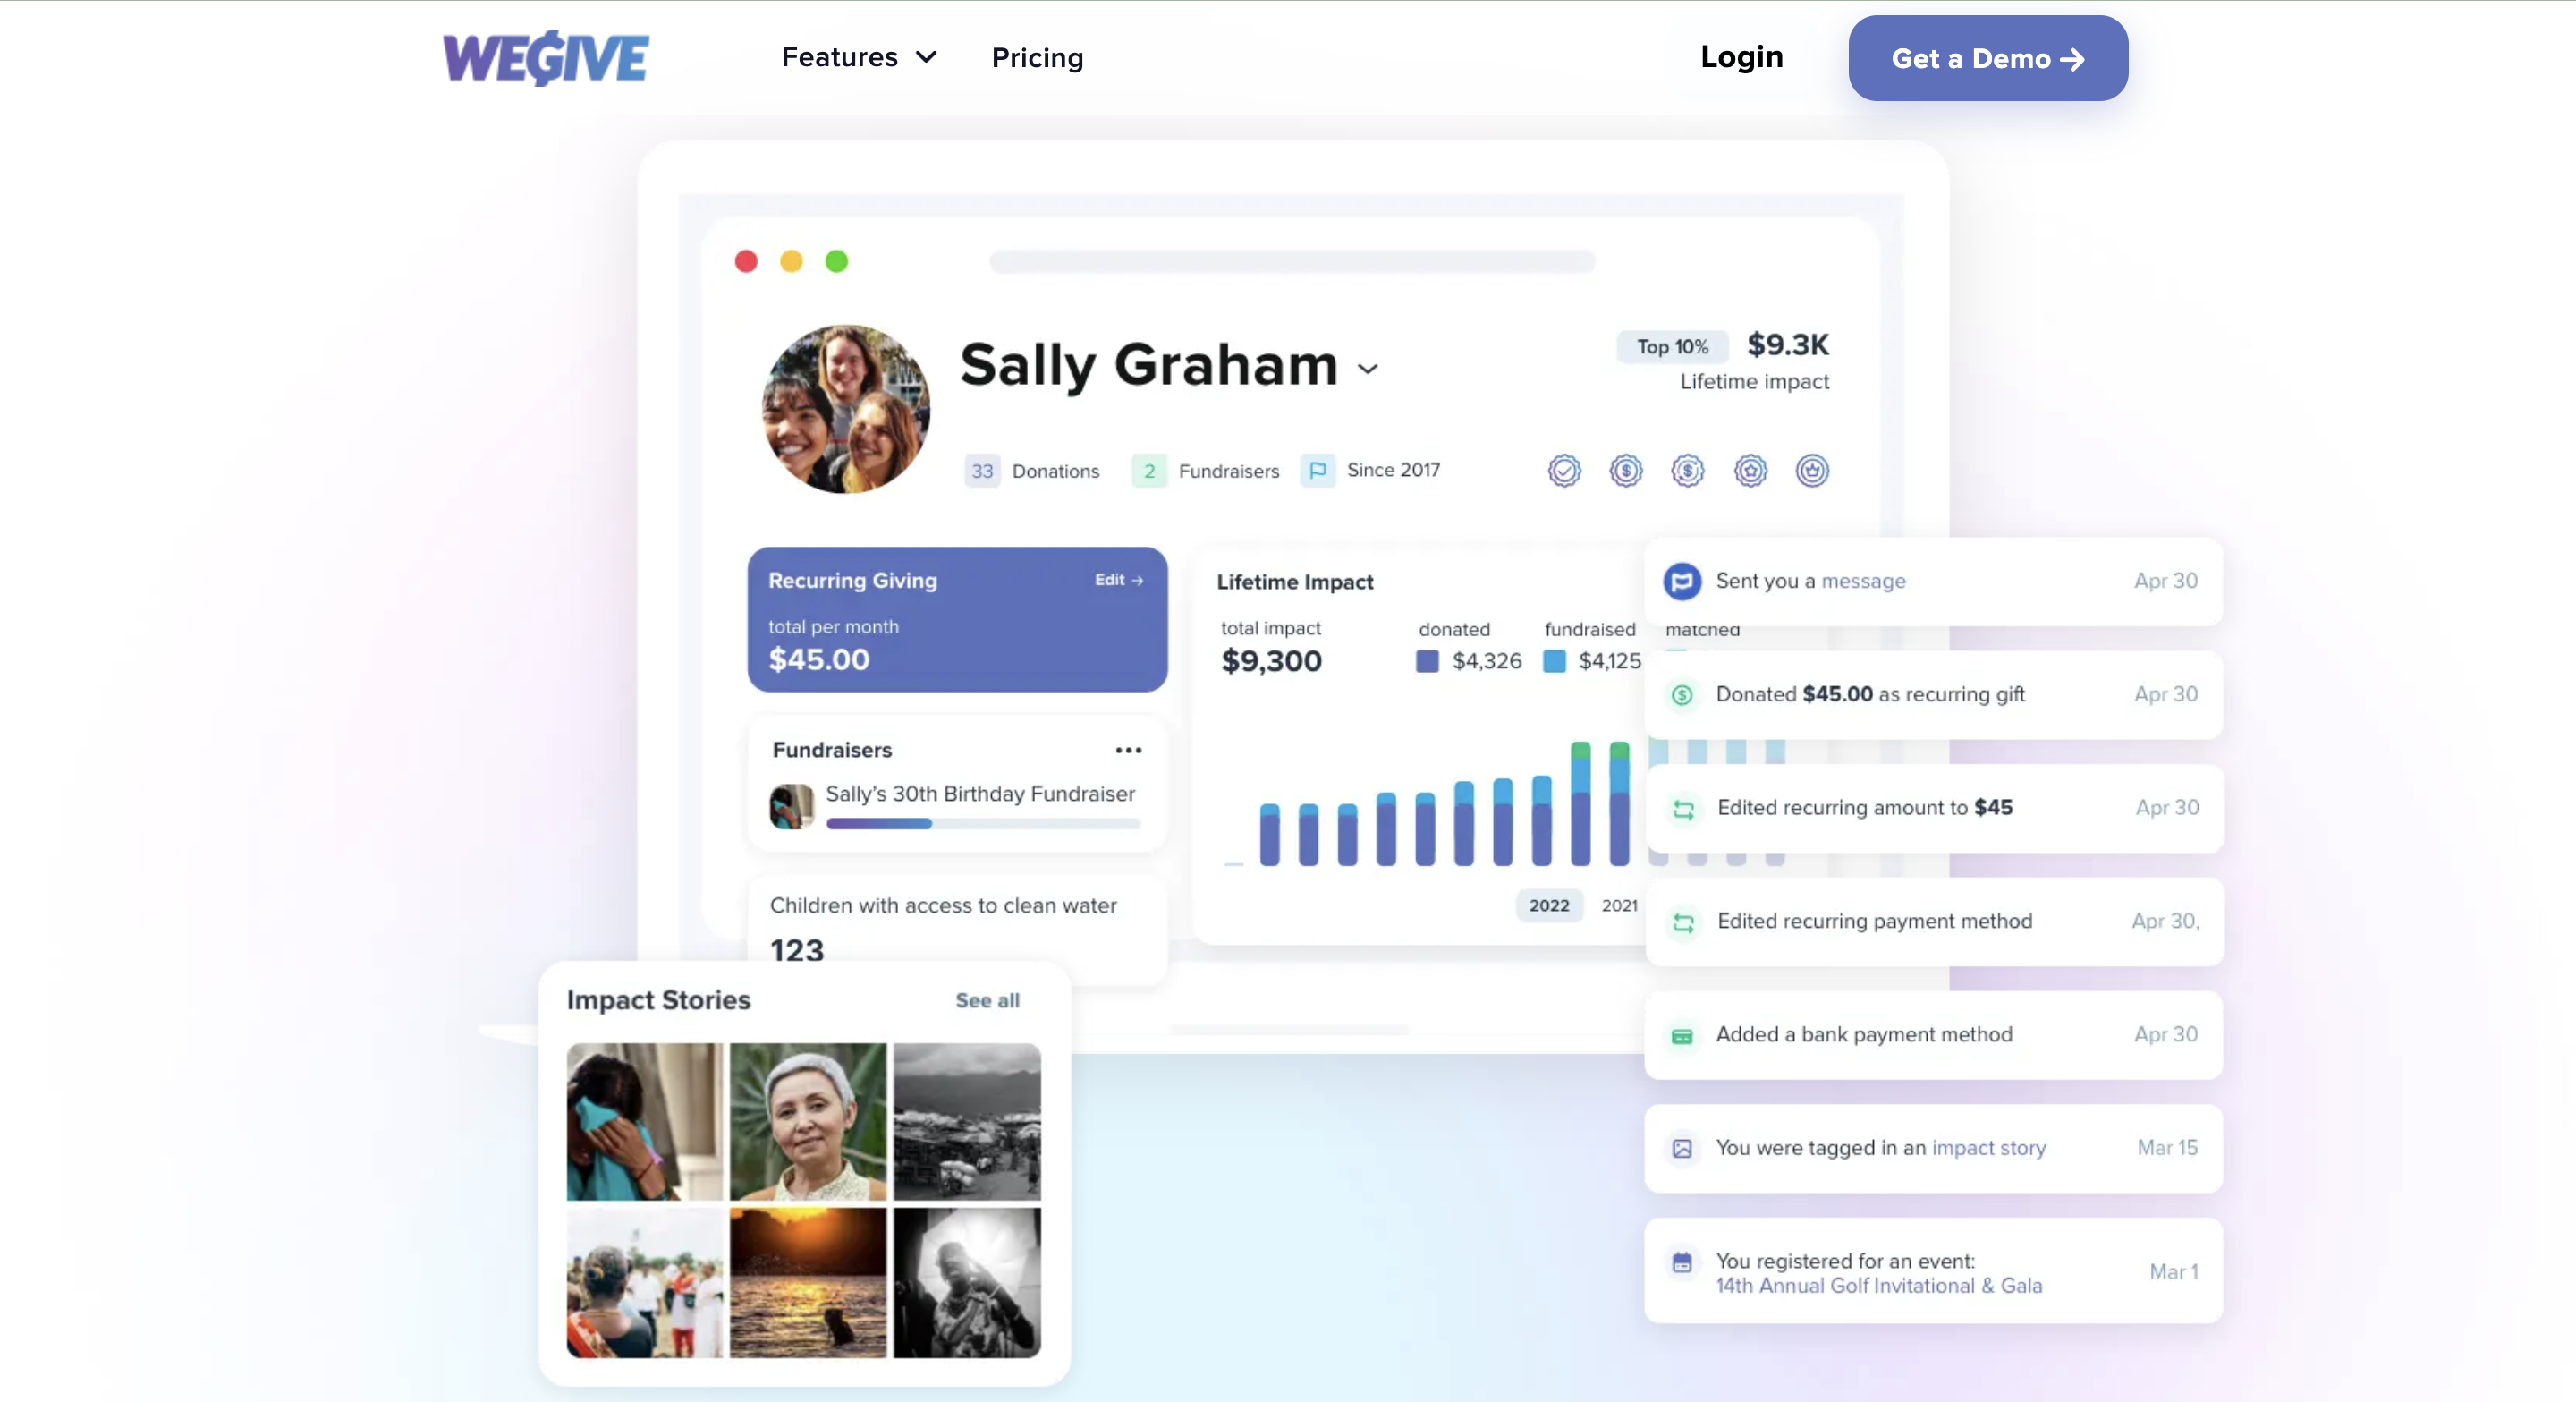 WEGIVE
Features
Pricing
Login
Get a Demo →
Sally Graham
Top 10% $9.3K
Lifetime impact
33 Donations 2 Fundraisers Since 2017
Recurring Giving Edit →
total per month
$45.00
Fundraisers
Sally's 30th Birthday Fundraiser
Children with access to clean water
123
Lifetime Impact
total impact donated fundraised matched
$9,300 $4,326 $4,125
2022 2021
Impact Stories See all
Sent you a message Apr 30
Donated $45.00 as recurring gift Apr 30
Edited recurring amount to $45 Apr 30
Edited recurring payment method Apr 30,
Added a bank payment method Apr 30
You were tagged in an impact story Mar 15
You registered for an event:
14th Annual Golf Invitational & Gala Mar 1